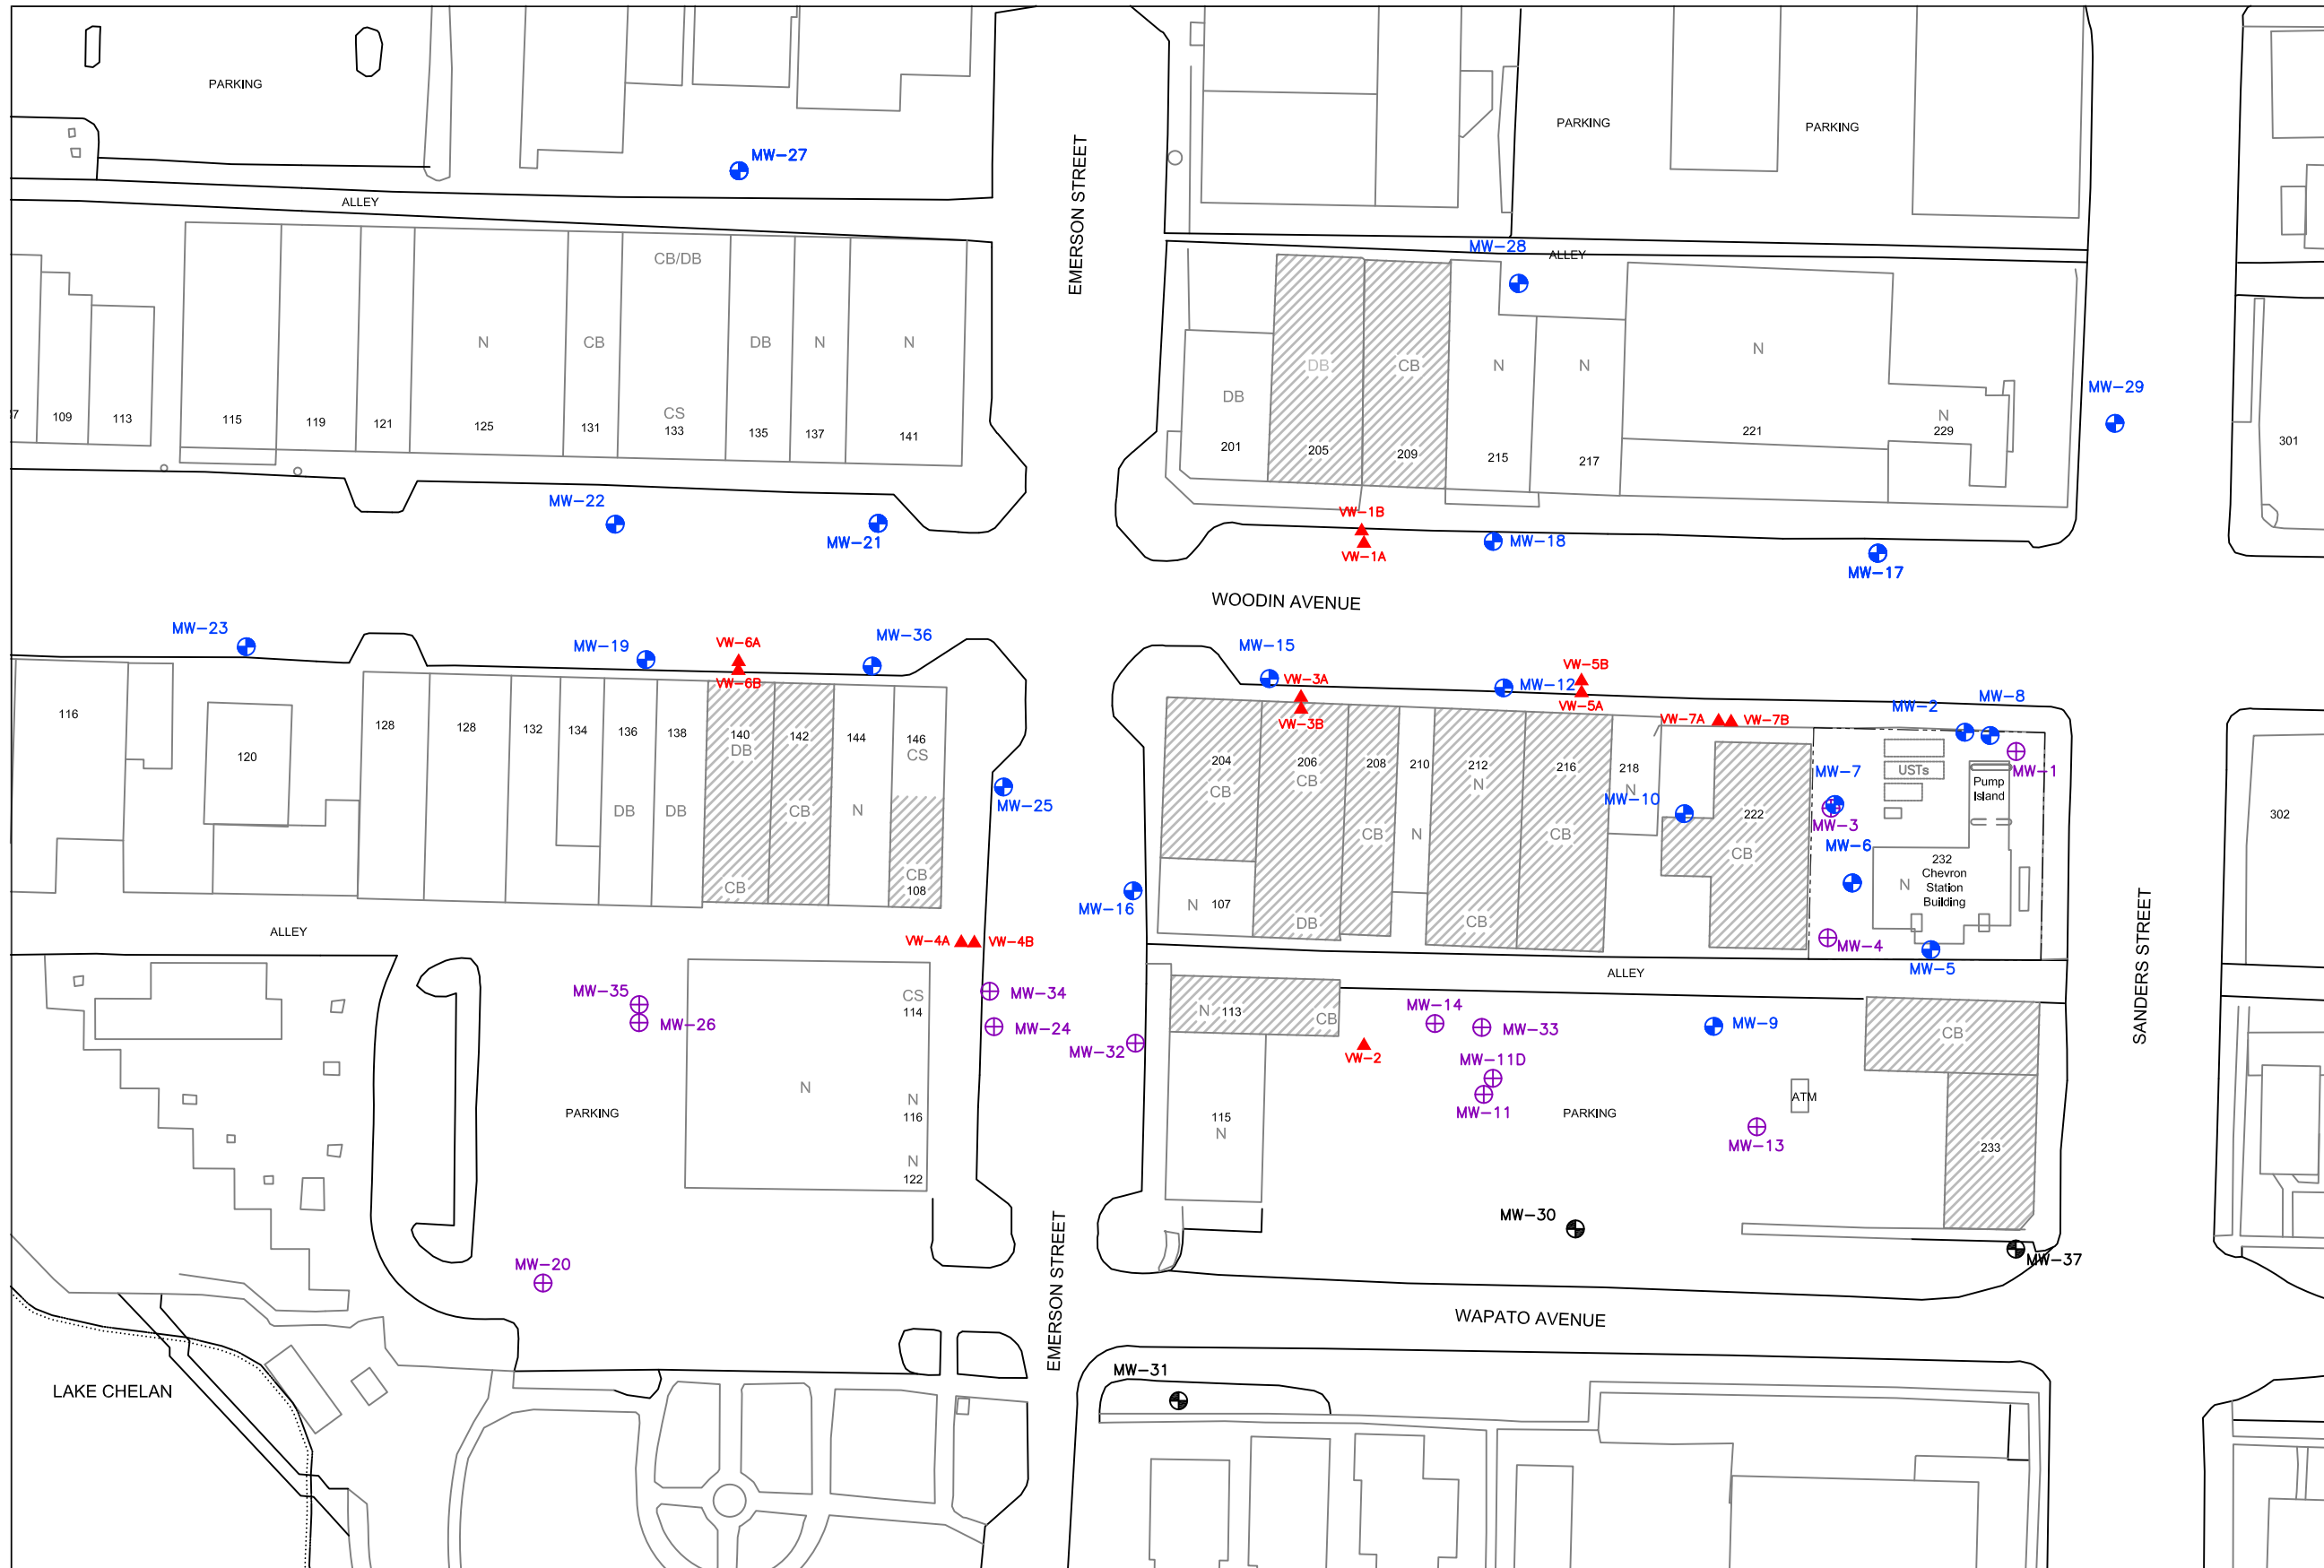 PARKING
PARKING
PARKING
MW-27
EMERSON STREET
ALLEY
MW-28
ALLEY
CB/DB
N
CB
DB
N
N
DB
CB
N
N
N
MW-29
DB
N
CS
7
109
113
115
119
121
125
131
133
135
137
141
201
205
209
215
217
221
229
301
MW-22
MW-21
VW-1B
VW-1A
MW-18
MW-17
WOODIN AVENUE
MW-23
MW-19
VW-6A
VW-6B
MW-36
MW-15
VW-3A
VW-3B
MW-12
VW-5B
VW-5A
VW-7A
VW-7B
MW-2
MW-8
116
120
128
128
132
134
136
138
140
DB
142
144
146
CS
DB
DB
CB
N
CB
CB
108
MW-25
204
CB
206
CB
208
210
212
N
216
218
N
MW-10
222
CB
N
CB
CB
CB
DB
MW-7
MW-3
MW-6
USTs
Pump
Island
MW-1
232
Chevron
Station
Building
N
302
MW-16
N 107
MW-4
MW-5
ALLEY
VW-4A
VW-4B
ALLEY
SANDERS STREET
MW-35
MW-26
CS
114
MW-34
MW-24
MW-32
N 113
CB
VW-2
MW-14
MW-33
MW-11D
MW-11
MW-9
CB
PARKING
N
N
116
N
122
115
N
PARKING
ATM
MW-13
233
MW-20
EMERSON STREET
MW-30
MW-37
WAPATO AVENUE
LAKE CHELAN
MW-31